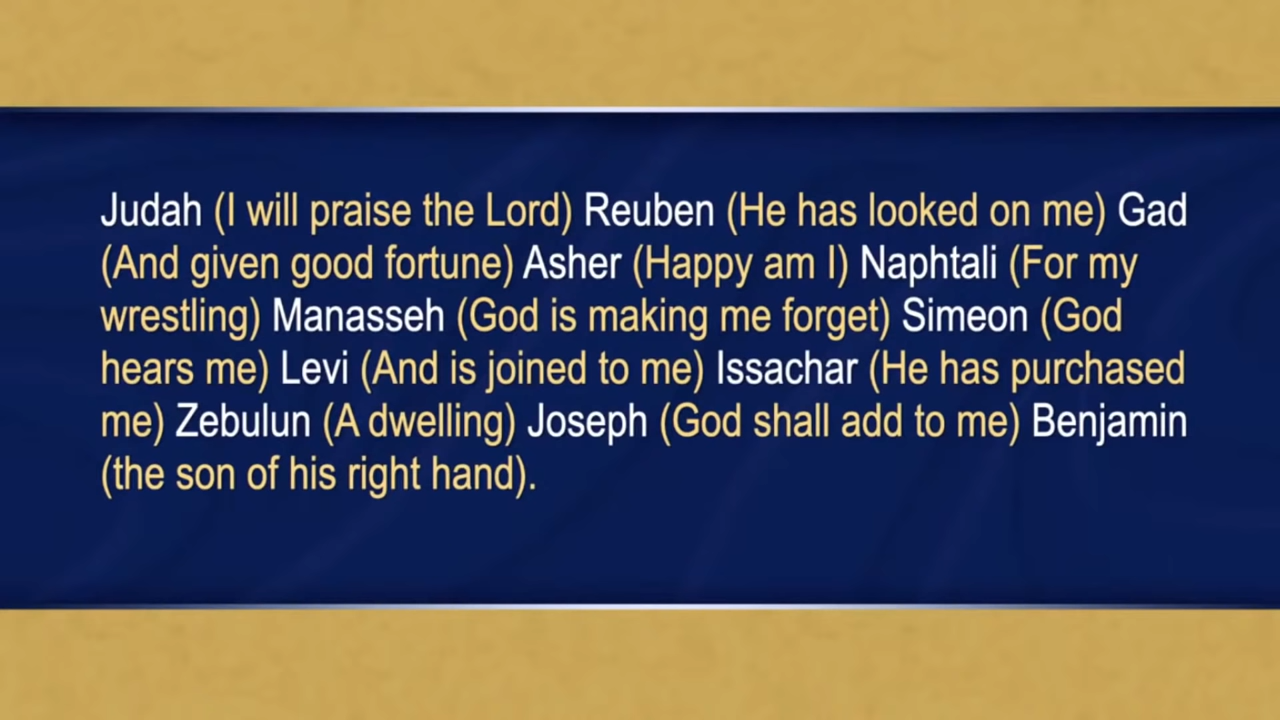 Judah (I will praise the Lord) Reuben (He has looked on me) Gad
(And given good fortune) Asher (Happy am I) Naphtali (For my
wrestling) Manasseh (God is making me forget) Simeon (God
hears me) Levi (And is joined to me) Issachar (He has purchased
me) Zebulun (A dwelling) Joseph (God shall add to me) Benjamin
(the son of his right hand).